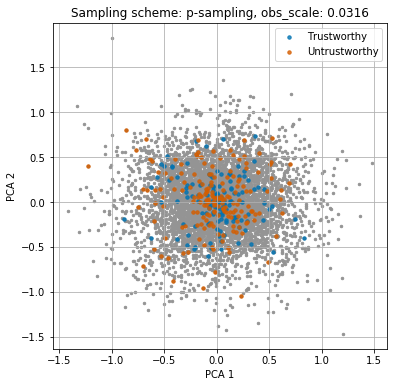 Sampling scheme: p-sampling, obs_scale: 0.0316
Trustworthy
Untrustworthy
PCA 2
1.5
1.0
0.5
0.0
−0.5
−1.0
−1.5
−1.5 −1.0 −0.5 0.0 0.5 1.0 1.5
PCA 1